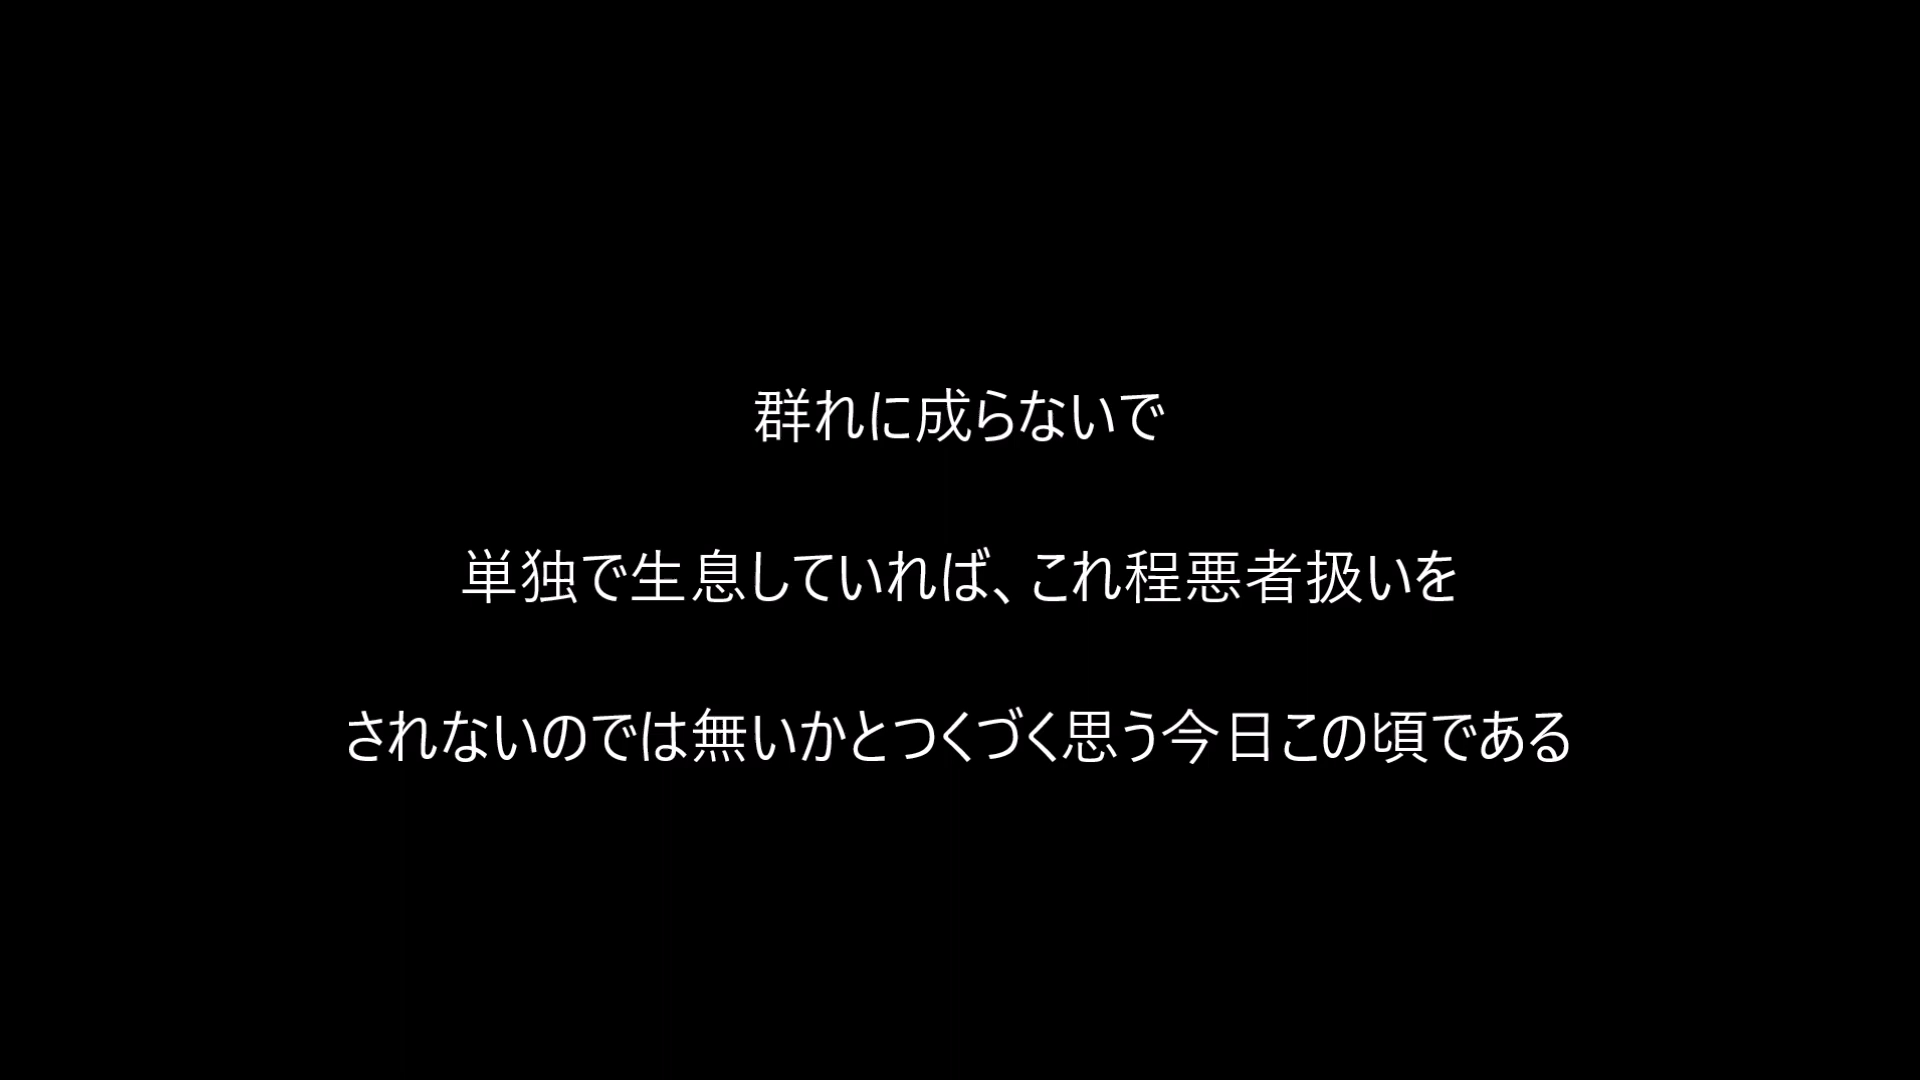 群れに成らないで
単独で生息していれば、これ程悪者扱いを
されないのでは無いかとつくづく思う今日この頃である